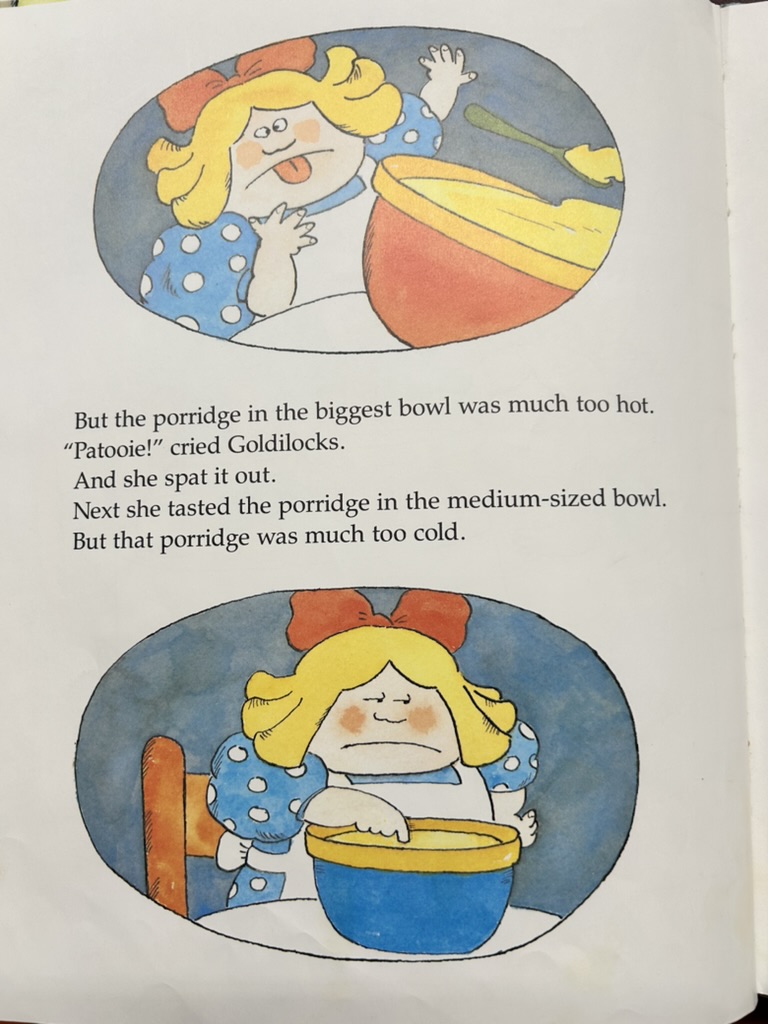 But the porridge in the biggest bowl was much too hot.
“Patooie!” cried Goldilocks.
And she spat it out.
Next she tasted the porridge in the medium-sized bowl.
But that porridge was much too cold.